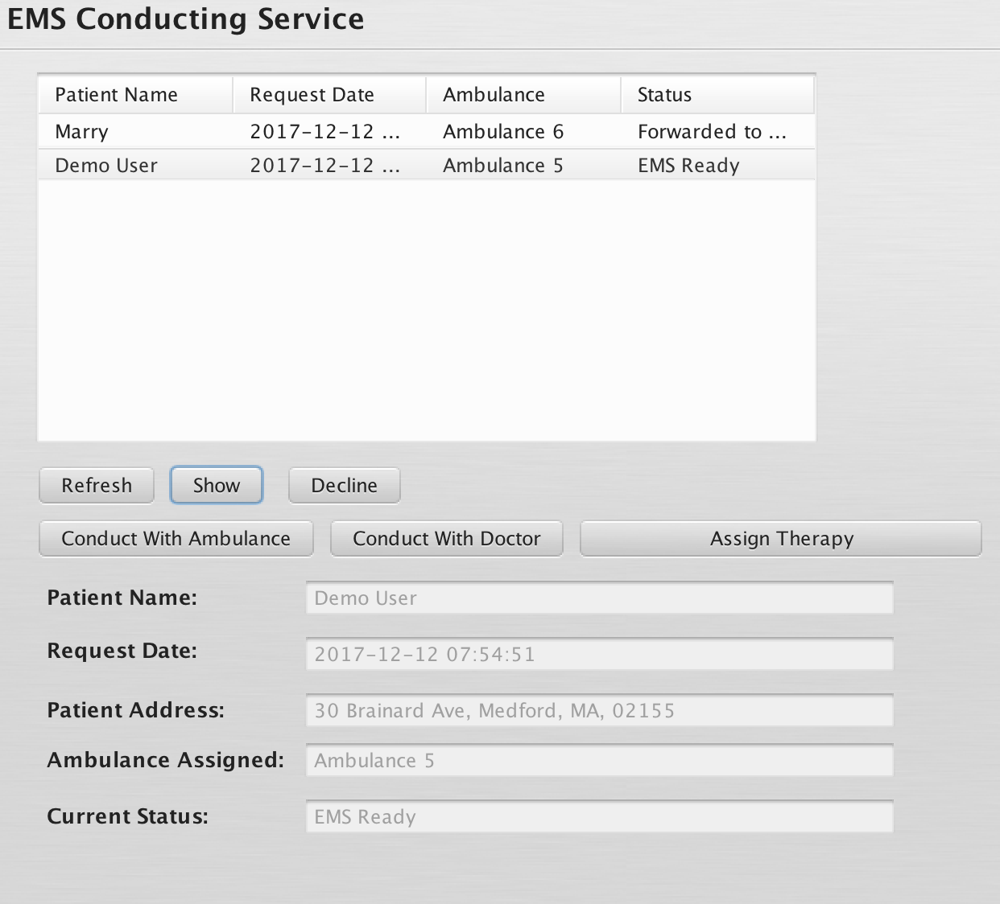 EMS Conducting Service
Patient Name Request Date Ambulance Status
Marry 2017-12-12 ... Ambulance 6 Forwarded to ...
Demo User 2017-12-12 ... Ambulance 5 EMS Ready
Refresh Show Decline
Conduct With Ambulance Conduct With Doctor Assign Therapy
Patient Name: Demo User
Request Date: 2017-12-12 07:54:51
Patient Address: 30 Brainard Ave, Medford, MA, 02155
Ambulance Assigned: Ambulance 5
Current Status: EMS Ready